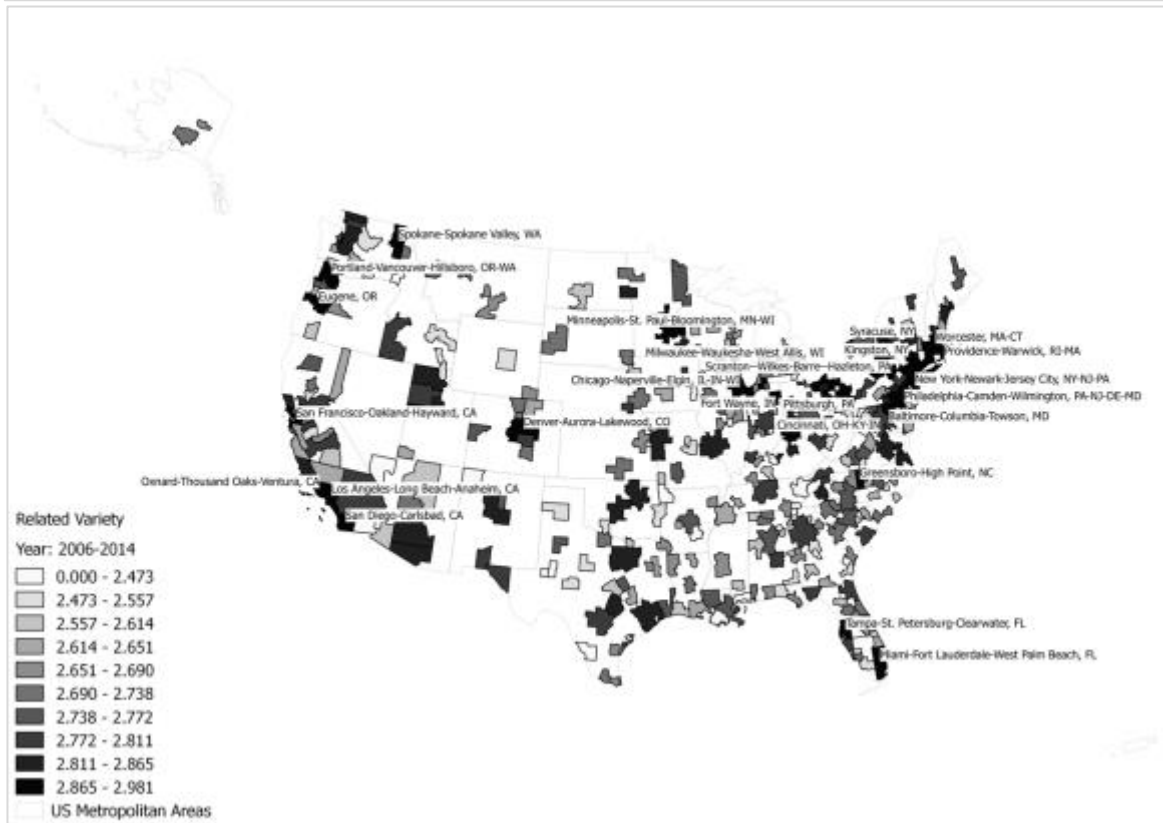 Spokane-Spokane Valley, WA
Portland-Vancouver-Hillsboro, OR-WA
Eugene, OR
Minneapolis-St. Paul-Bloomington, MN-WI
Syracuse, NY
Worcester, MA-CT
Kingston, NY
Providence-Warwick, RI-MA
Milwaukee-Waukesha-West Allis, WI
Scranton--Wilkes-Barre--Hazleton, PA
Chicago-Naperville-Elgin, IL-IN-WI
New York-Newark-Jersey City, NY-NJ-PA
Fort Wayne, IN
Pittsburgh, PA
Philadelphia-Camden-Wilmington, PA-NJ-DE-MD
San Francisco-Oakland-Hayward, CA
Denver-Aurora-Lakewood, CO
Cincinnati, OH-KY-IN
Baltimore-Columbia-Towson, MD
Greensboro-High Point, NC
Oxnard-Thousand Oaks-Ventura, CA
Los Angeles-Long Beach-Anaheim, CA
San Diego-Carlsbad, CA
Tampa-St. Petersburg-Clearwater, FL
Miami-Fort Lauderdale-West Palm Beach, FL
Related Variety
Year: 2006-2014
0.000 - 2.473
2.473 - 2.557
2.557 - 2.614
2.614 - 2.651
2.651 - 2.690
2.690 - 2.738
2.738 - 2.772
2.772 - 2.811
2.811 - 2.865
2.865 - 2.981
US Metropolitan Areas